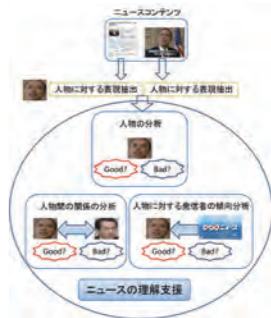 ニュースコンテンツ
人物に対する表現抽出
人物に対する表現抽出
人物の分析
Good?
Bad?
人物間の関係の分析
Good?
Bad?
人物に対する発信者の傾向分析
Good?
Bad?
ニュースの理解支援